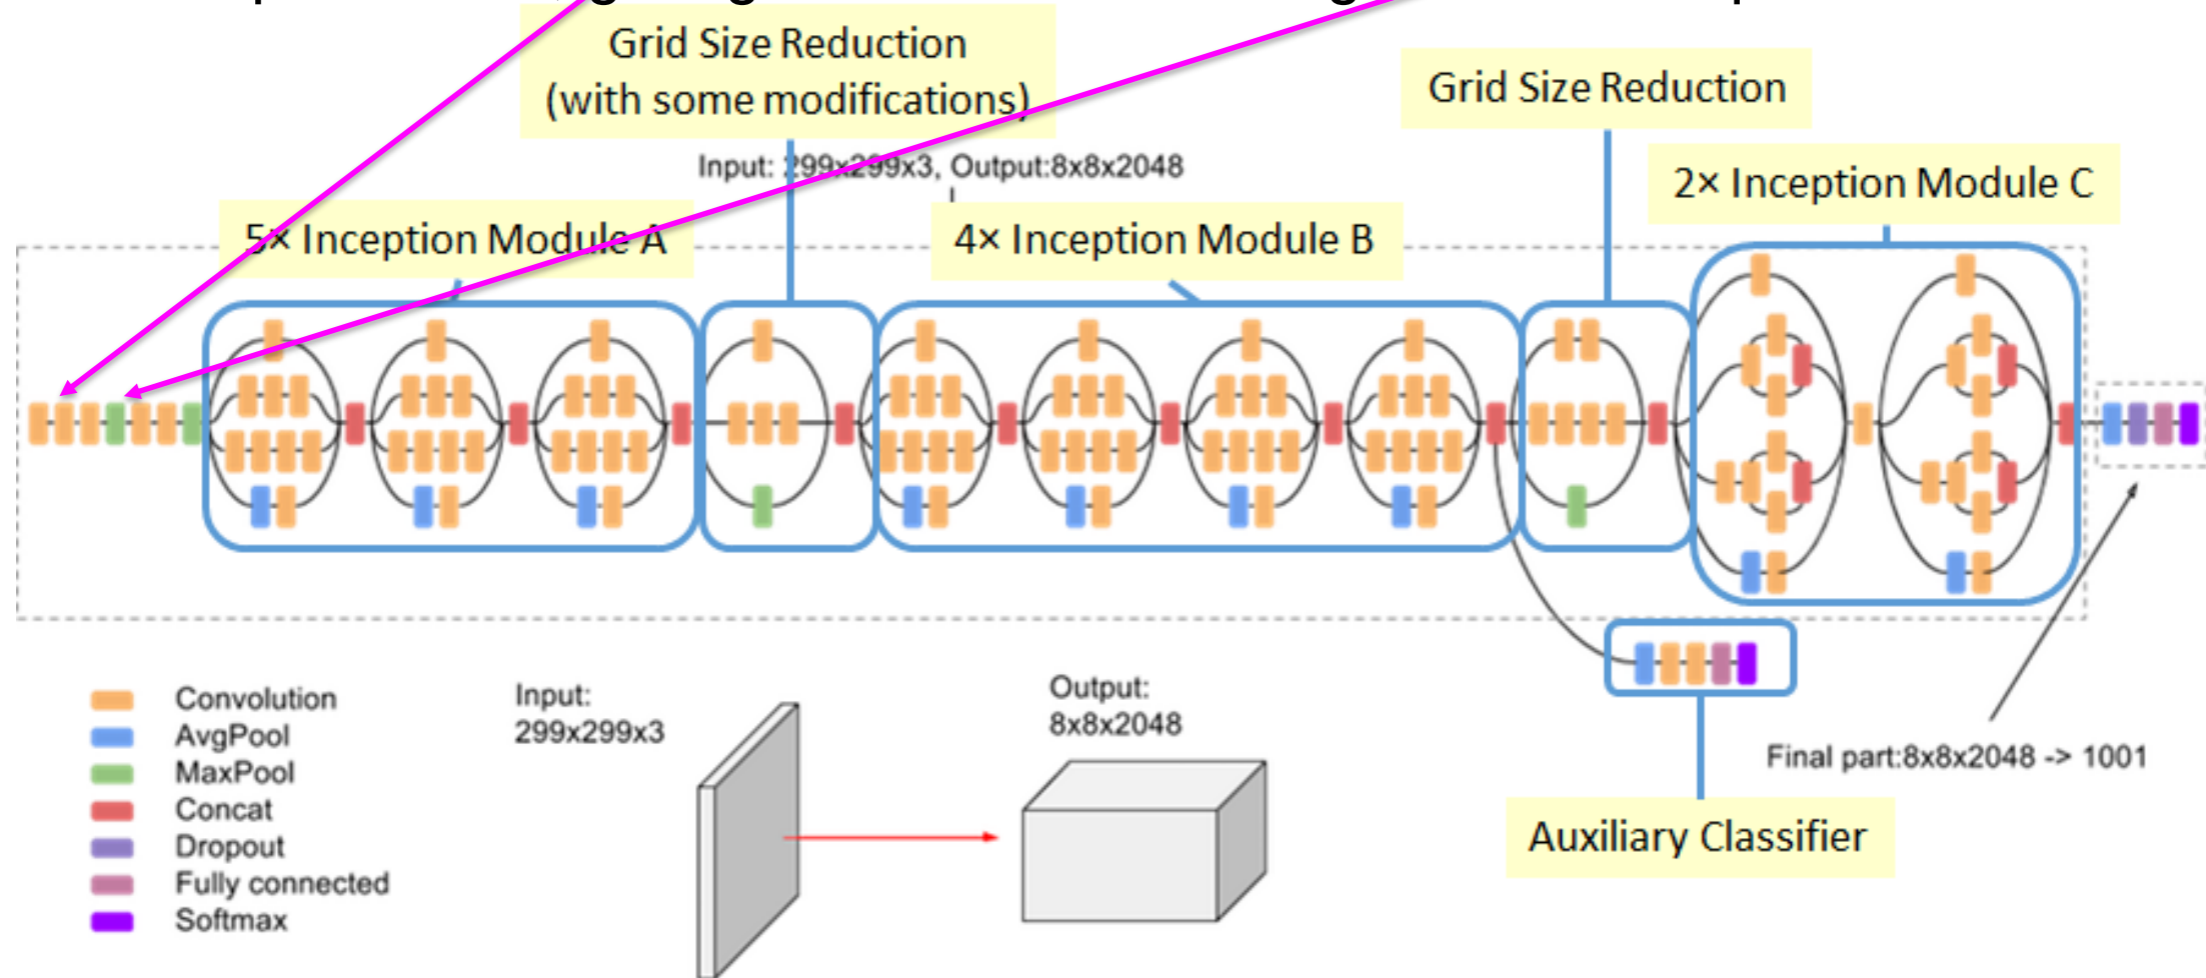 Grid Size Reduction
(with some modifications)
Grid Size Reduction
Input: 299x299x3, Output:8x8x2048
2× Inception Module C
5× Inception Module A
4× Inception Module B
Convolution
AvgPool
MaxPool
Concat
Dropout
Fully connected
Softmax
Input:
299x299x3
Output:
8x8x2048
Final part:8x8x2048 -> 1001
Auxiliary Classifier